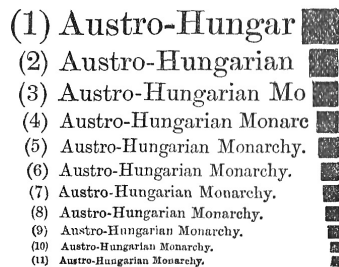 (1) Austro-Hungar
(2) Austro-Hungarian
(3) Austro-Hungarian Mo
(4) Austro-Hungarian Monarc
(5) Austro-Hungarian Monarchy.
(6) Austro-Hungarian Monarchy.
(7) Austro-Hungarian Monarchy.
(8) Austro-Hungarian Monarchy.
(9) Austro-Hungarian Monarchy.
(10) Austro-Hungarian Monarchy.
(11) Austro-Hungarian Monarchy.